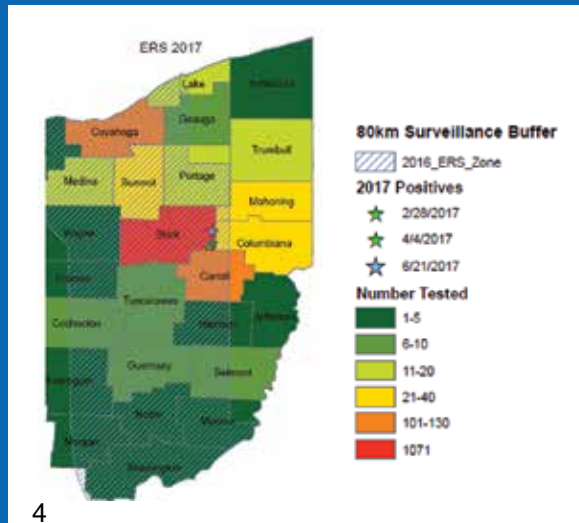 ERS 2017
Lake
Ashtabula
Geauga
Cuyahoga
Trumbull
Medina
Summit
Portage
Mahoning
Wayne
Stark
Columbiana
Carroll
Holmes
Tuscarawas
Jefferson
Harrison
Coshocton
Guernsey
Belmont
Muskingum
Noble
Monroe
Morgan
Washington
80km Surveillance Buffer
2016_ERS_Zone
2017 Positives
2/28/2017
4/4/2017
6/21/2017
Number Tested
1-5
6-10
11-20
21-40
101-130
1071
4